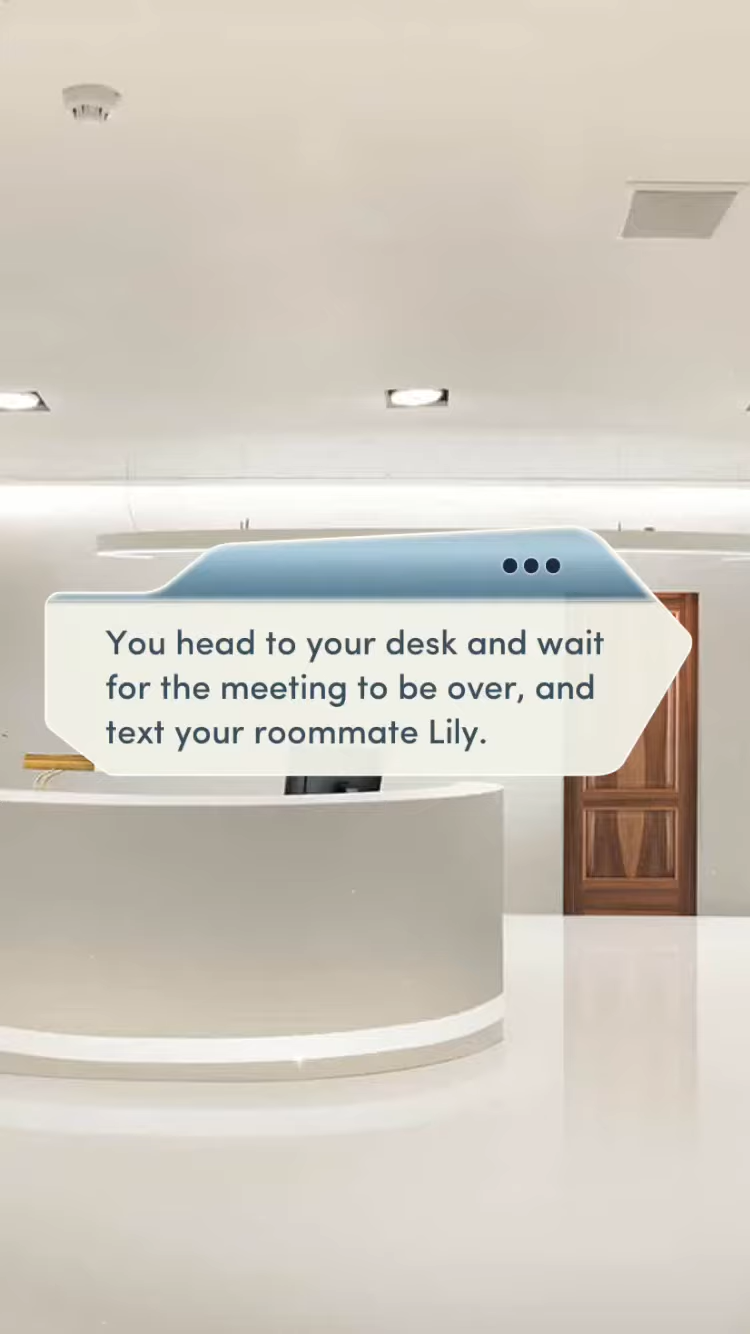 You head to your desk and wait
for the meeting to be over, and
text your roommate Lily.